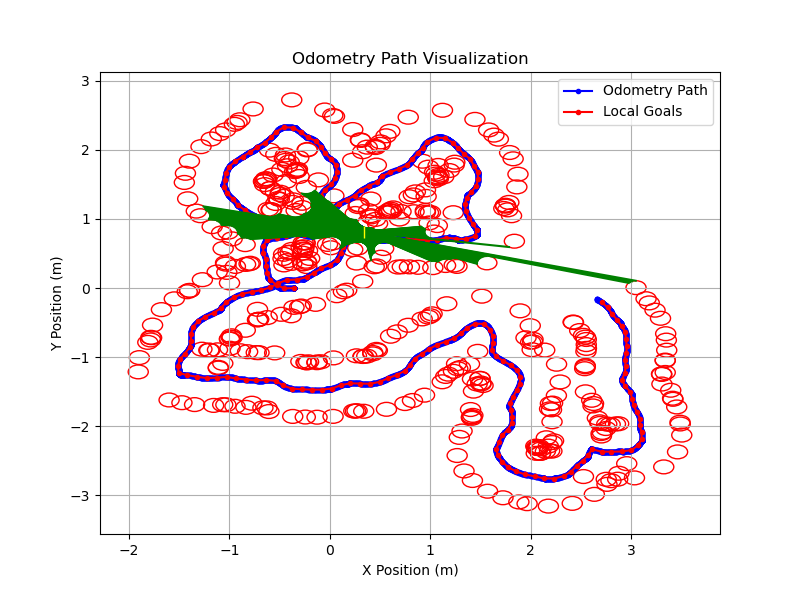 Odometry Path Visualization
Odometry Path
Local Goals
3
2
1
0
−1
−2
−3
Y Position (m)
−2
−1
0
1
2
3
X Position (m)